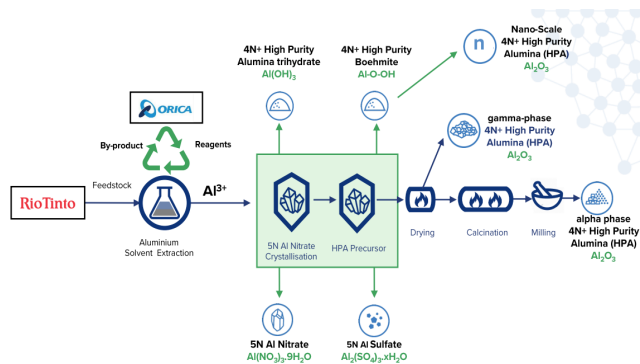 4N+ High Purity
Alumina trihydrate
Al(OH)₃
4N+ High Purity
Boehmite
Al-O-OH
n
Nano-Scale
4N+ High Purity
Alumina (HPA)
Al₂O₃
ORICA
By-product
Reagents
gamma-phase
4N+ High Purity
Alumina (HPA)
Al₂O₃
RioTinto
Feedstock
Al³⁺
Aluminium
Solvent Extraction
5N Al Nitrate
Crystallisation
HPA Precursor
Drying
Calcination
Milling
alpha phase
4N+ High Purity
Alumina (HPA)
Al₂O₃
5N Al Nitrate
Al(NO₃)₃.9H₂O
5N Al Sulfate
Al₂(SO₄)₃.xH₂O